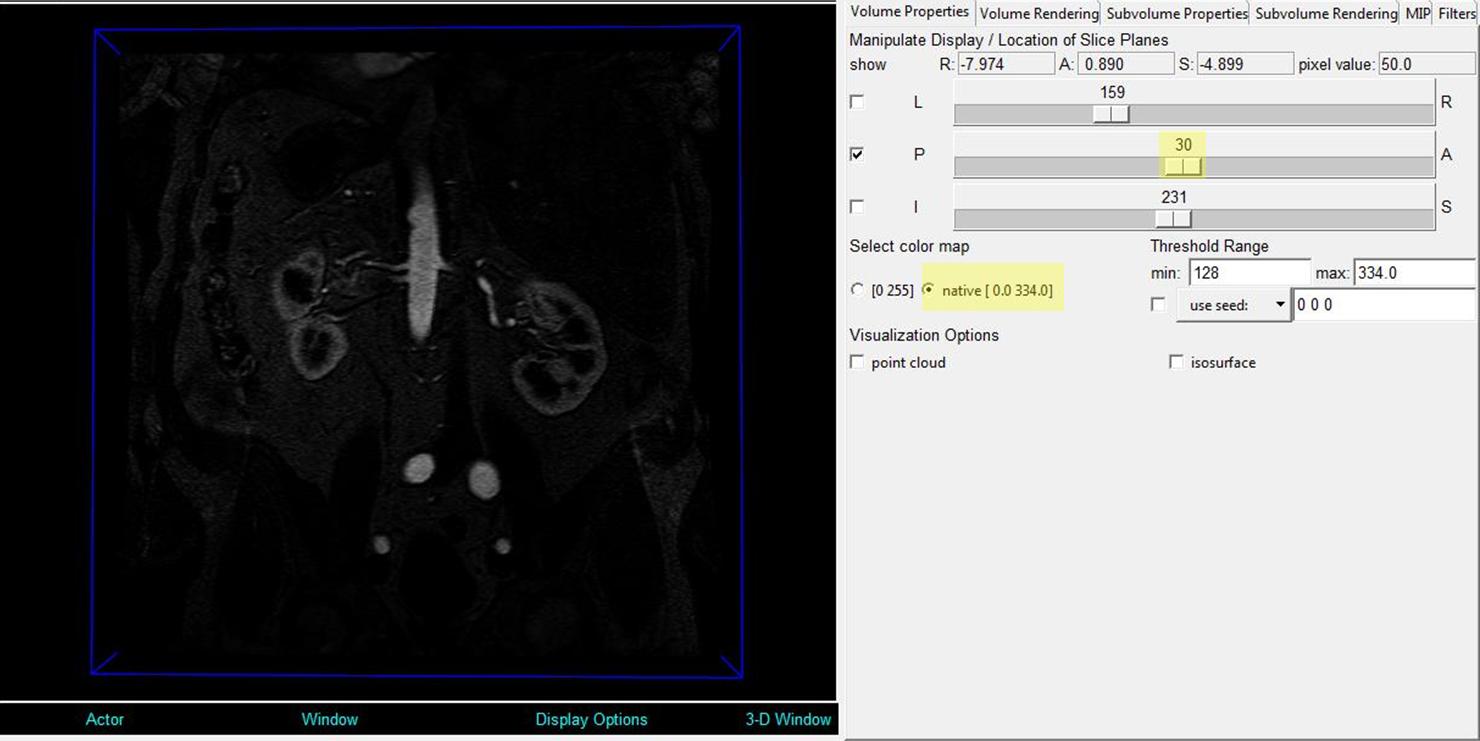 Volume Properties Volume Rendering Subvolume Properties Subvolume Rendering MIP Filters
Manipulate Display / Location of Slice Planes
show R: -7.974 A: 0.890 S: -4.899 pixel value: 50.0
159
L R
30
P A
231
I S
Select color map Threshold Range
min: 128 max: 334.0
[0 255] native [ 0.0 334.0] use seed: 0 0 0
Visualization Options
point cloud isosurface
Actor Window Display Options 3-D Window